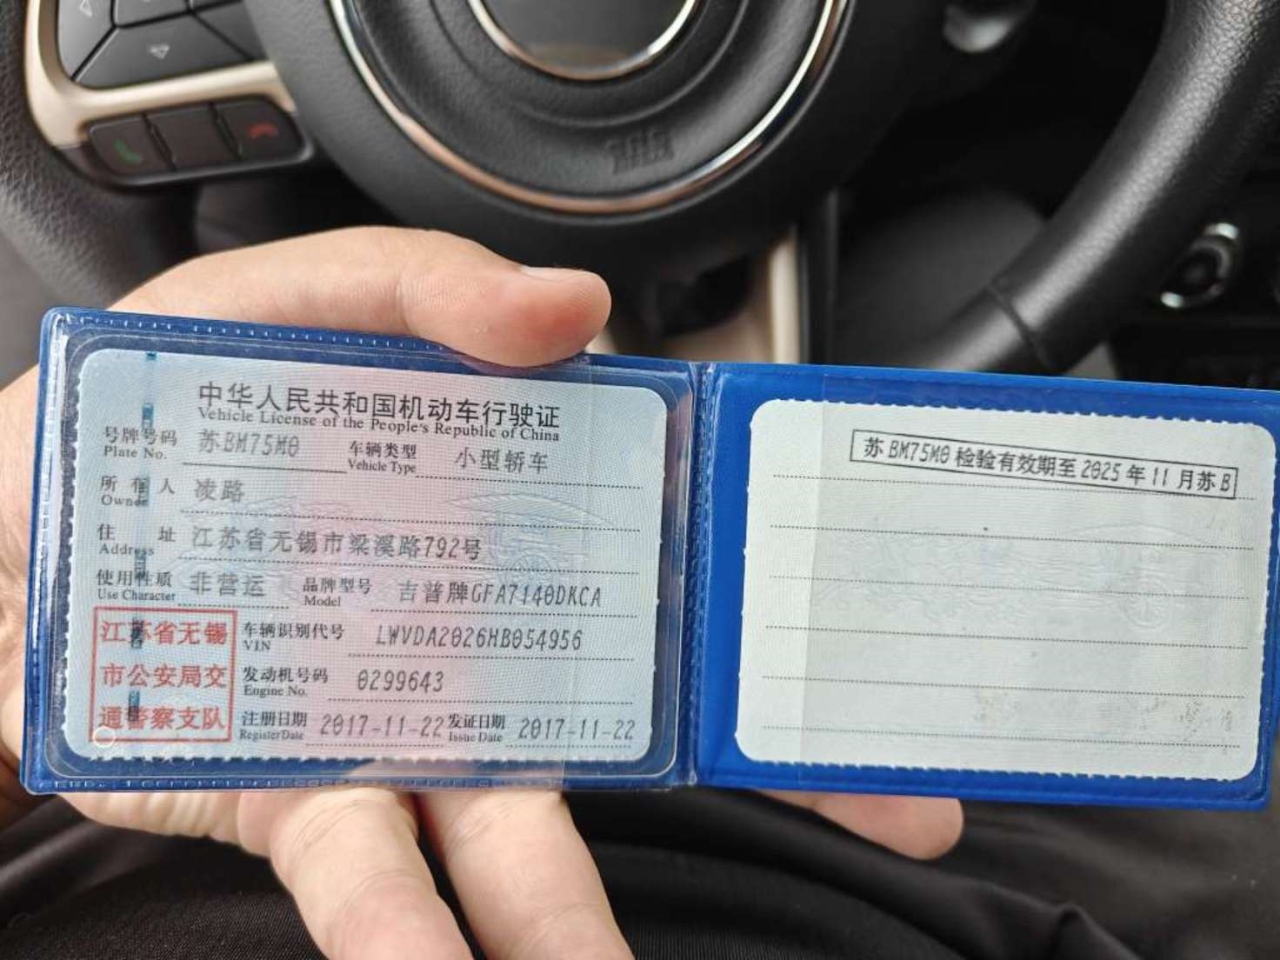 中华人民共和国机动车行驶证
Vehicle License of the People's Republic of China
号牌号码 苏BM75M0 车辆类型 小型轿车
Plate No. Vehicle Type
所有人 凌路
Owner
住址 江苏省无锡市梁溪路792号
Address
使用性质 非营运 品牌型号 吉普牌GFA7140DKCA
Use Character Model
江苏省无锡
市公安局交
通警察支队
车辆识别代号 LWVDA2026HB054956
VIN
发动机号码 0299643
Engine No.
注册日期 2017-11-22 发证日期 2017-11-22
Register Date Issue Date
苏BM75M0检验有效期至2025年11月苏B